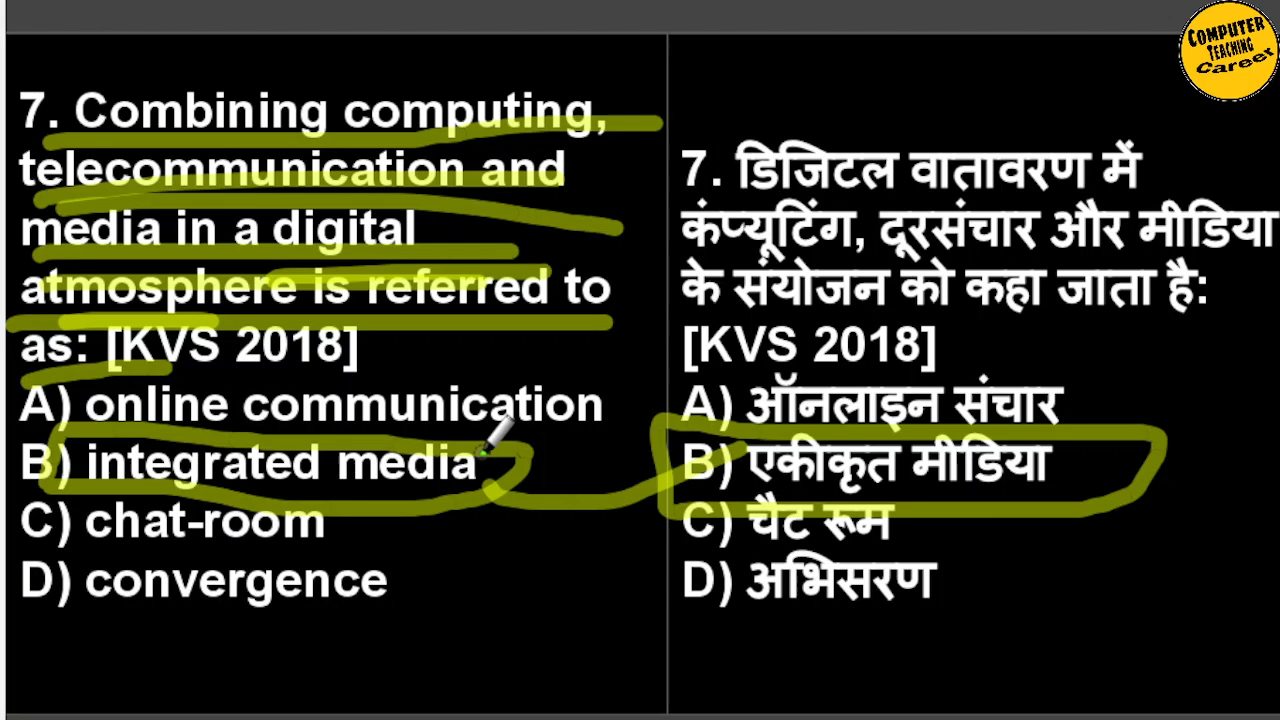 COMPUTER
TEACHING
Career
7. Combining computing,
telecommunication and
media in a digital
atmosphere is referred to
as: [KVS 2018]
A) online communication
B) integrated media
C) chat-room
D) convergence
7. डिजिटल वातावरण में
कंप्यूटिंग, दूरसंचार और मीडिया
के संयोजन को कहा जाता है:
[KVS 2018]
A) ऑनलाइन संचार
B) एकीकृत मीडिया
C) चैट रूम
D) अभिसरण